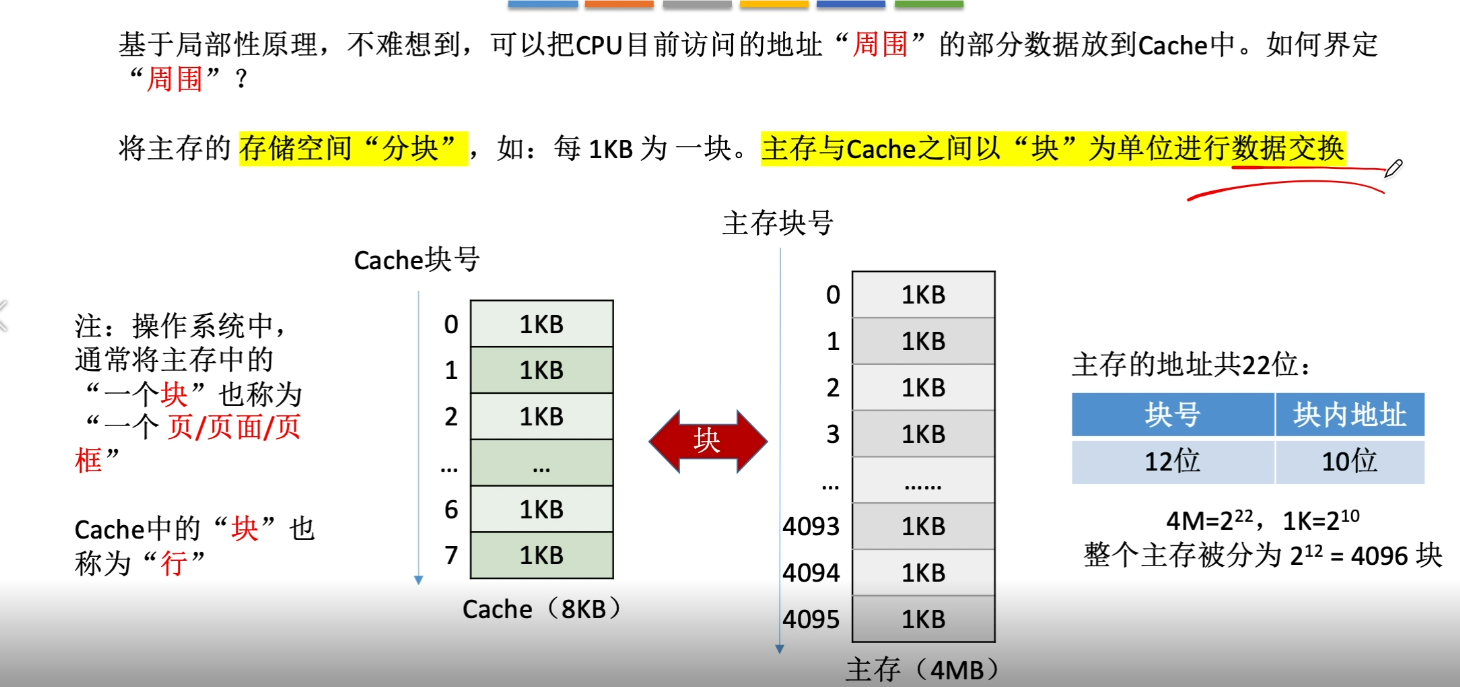 基于局部性原理，不难想到，可以把CPU目前访问的地址“周围”的部分数据放到Cache中。如何界定
“周围”？
将主存的 存储空间“分块”，如：每 1KB 为 一块。主存与Cache之间以“块”为单位进行数据交换
主存块号
Cache块号
注：操作系统中，
通常将主存中的
“一个块”也称为
“一个 页/页面/页
框”
Cache中的“块”也
称为“行”
0 1KB
1 1KB
2 1KB
... ...
6 1KB
7 1KB
Cache（8KB）
块
0 1KB
1 1KB
2 1KB
3 1KB
... ......
4093 1KB
4094 1KB
4095 1KB
主存（4MB）
主存的地址共22位：
块号 块内地址
12位 10位
4M=2²²，1K=2¹⁰
整个主存被分为 2¹² = 4096 块